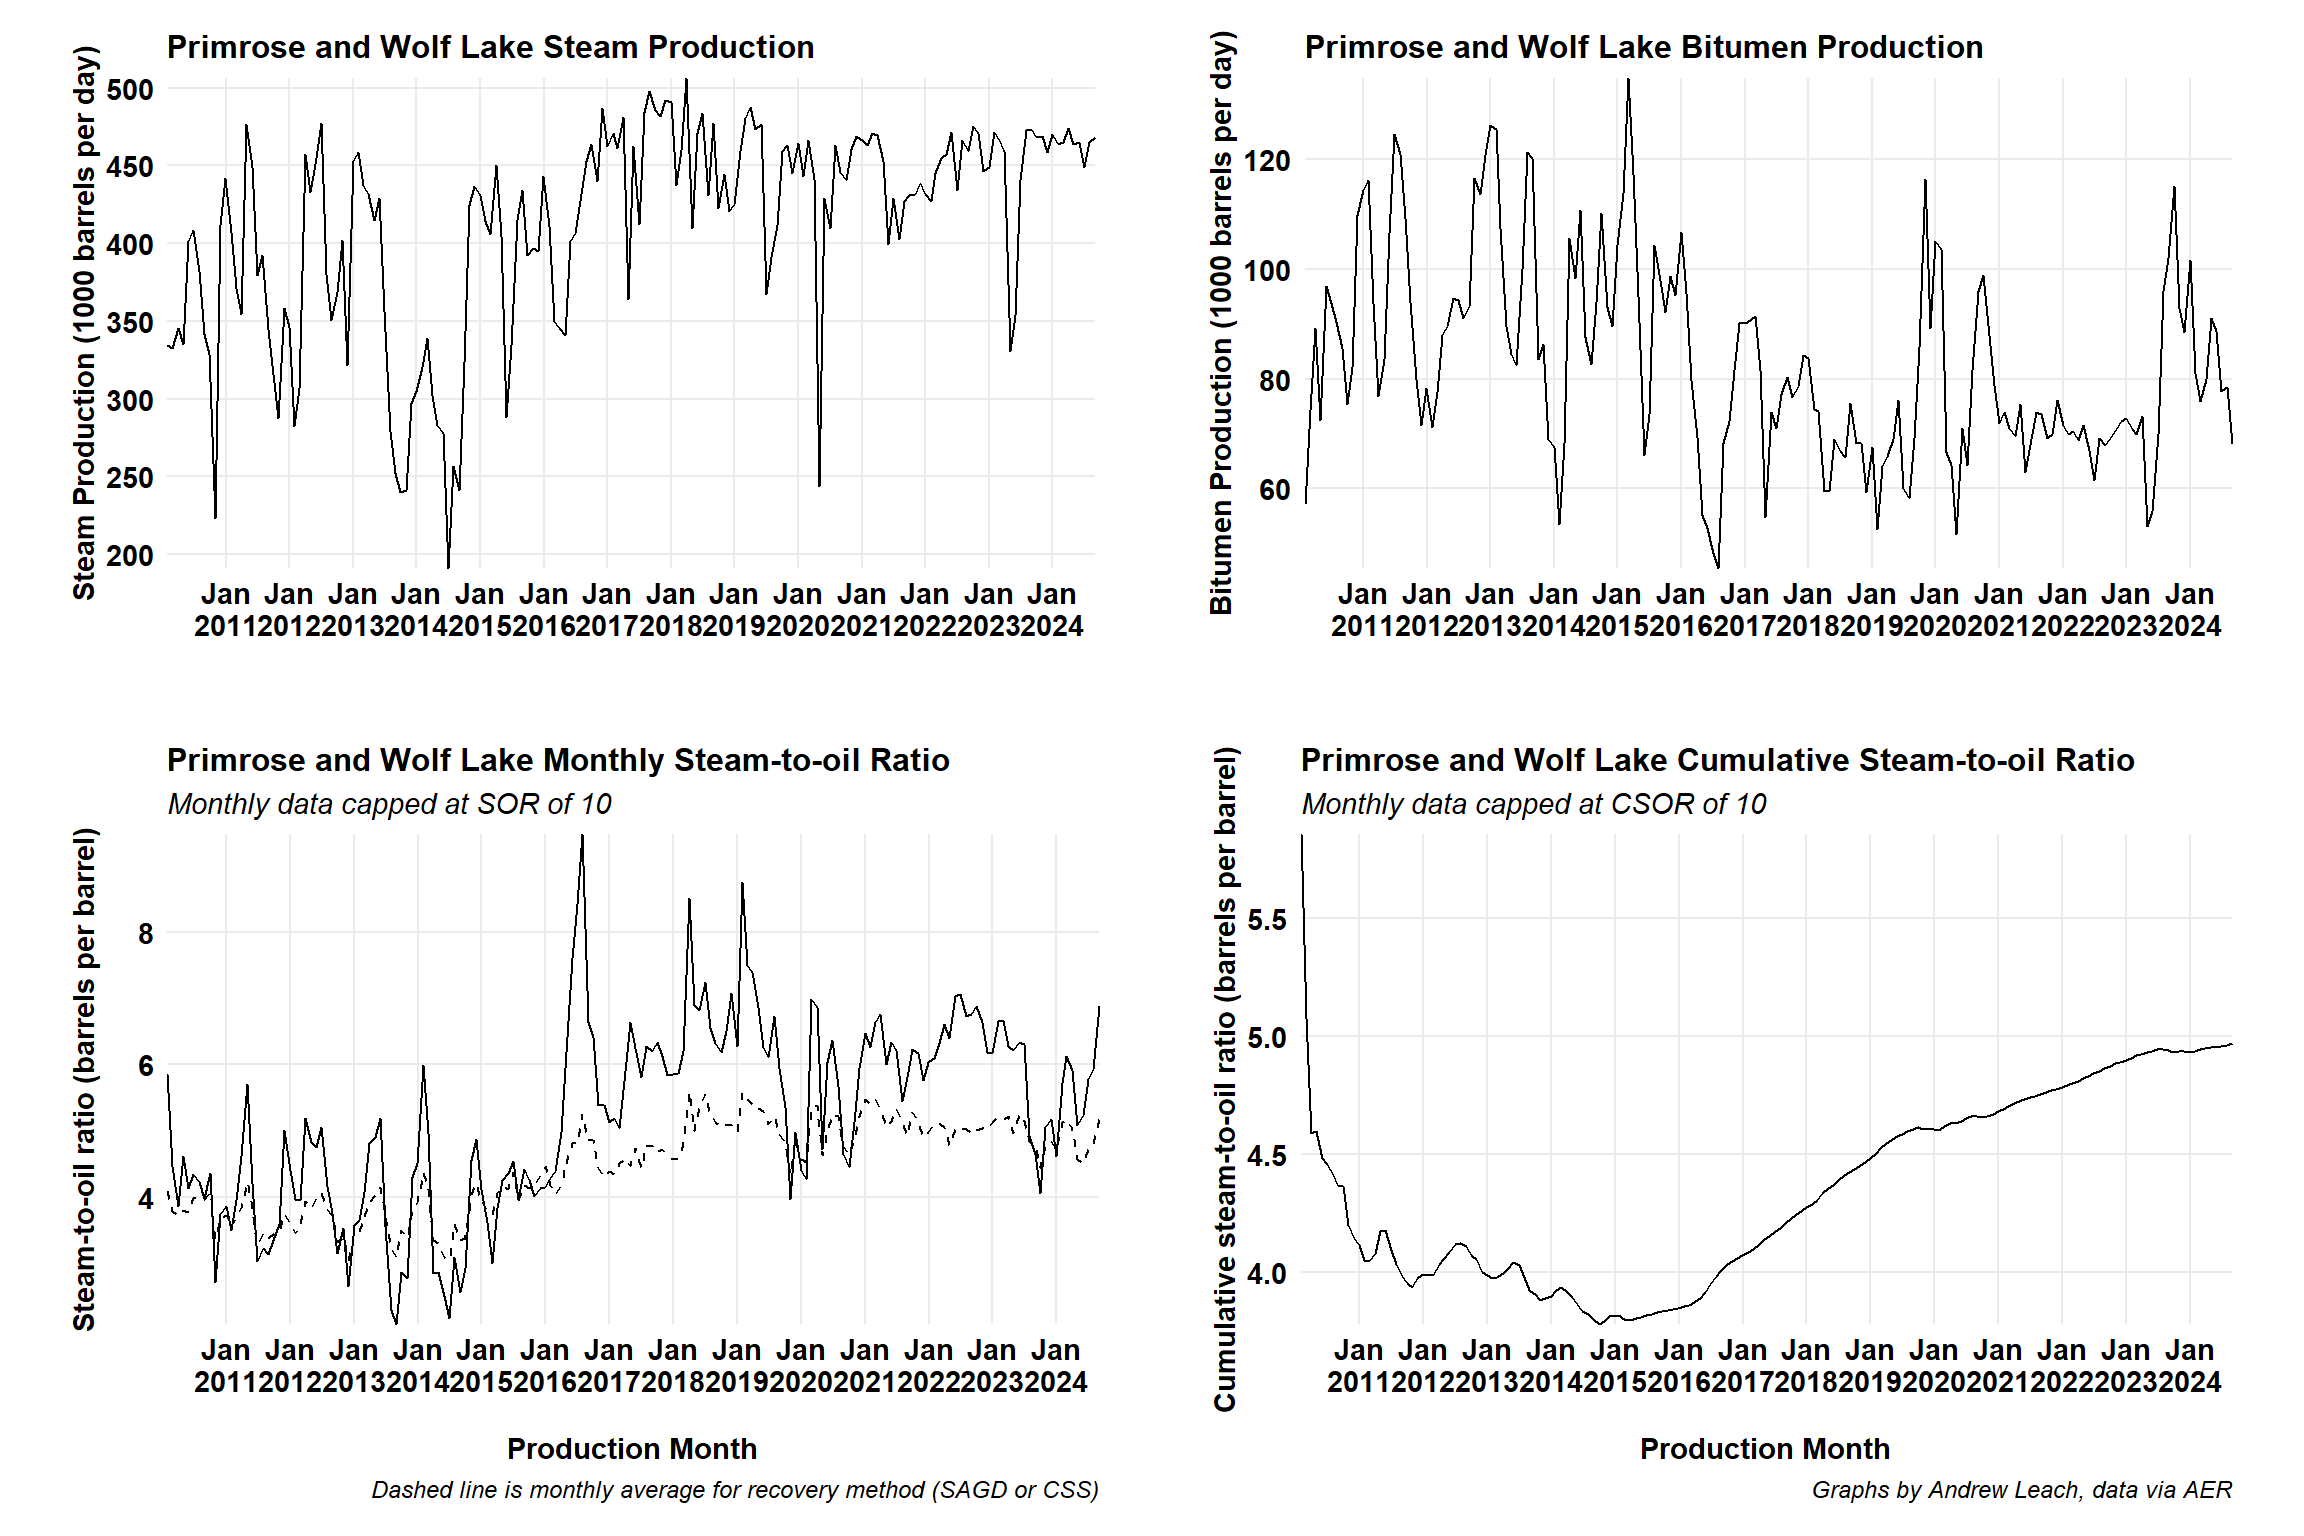 Primrose and Wolf Lake Steam Production
Steam Production (1000 barrels per day)
500
450
400
350
300
250
200
Jan Jan Jan Jan Jan Jan Jan Jan Jan Jan Jan Jan Jan Jan
2011 2012 2013 2014 2015 2016 2017 2018 2019 2020 2021 2022 2023 2024
Primrose and Wolf Lake Bitumen Production
Bitumen Production (1000 barrels per day)
120
100
80
60
Jan Jan Jan Jan Jan Jan Jan Jan Jan Jan Jan Jan Jan Jan
2011 2012 2013 2014 2015 2016 2017 2018 2019 2020 2021 2022 2023 2024
Primrose and Wolf Lake Monthly Steam-to-oil Ratio
Monthly data capped at SOR of 10
Steam-to-oil ratio (barrels per barrel)
8
6
4
Jan Jan Jan Jan Jan Jan Jan Jan Jan Jan Jan Jan Jan Jan
2011 2012 2013 2014 2015 2016 2017 2018 2019 2020 2021 2022 2023 2024
Production Month
Dashed line is monthly average for recovery method (SAGD or CSS)
Primrose and Wolf Lake Cumulative Steam-to-oil Ratio
Monthly data capped at CSOR of 10
Cumulative steam-to-oil ratio (barrels per barrel)
5.5
5.0
4.5
4.0
Jan Jan Jan Jan Jan Jan Jan Jan Jan Jan Jan Jan Jan Jan
2011 2012 2013 2014 2015 2016 2017 2018 2019 2020 2021 2022 2023 2024
Production Month
Graphs by Andrew Leach, data via AER